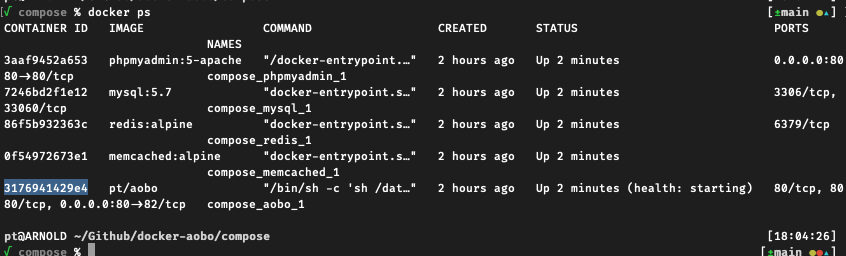 √ compose % docker ps [±main ●▲]
CONTAINER ID IMAGE COMMAND CREATED STATUS PORTS
NAMES
3aaf9452a653 phpmyadmin:5-apache "/docker-entrypoint.…" 2 hours ago Up 2 minutes 0.0.0.0:80
80->80/tcp compose_phpmyadmin_1
7246bd2f1e12 mysql:5.7 "docker-entrypoint.s…" 2 hours ago Up 2 minutes 3306/tcp,
33060/tcp compose_mysql_1
86f5b932363c redis:alpine "docker-entrypoint.s…" 2 hours ago Up 2 minutes 6379/tcp
compose_redis_1
0f54972673e1 memcached:alpine "docker-entrypoint.s…" 2 hours ago Up 2 minutes
compose_memcached_1
3176941429e4 pt/aobo "/bin/sh -c 'sh /dat…" 2 hours ago Up 2 minutes (health: starting) 80/tcp, 80
80/tcp, 0.0.0.0:80->82/tcp compose_aobo_1
pt@ARNOLD ~/Github/docker-aobo/compose [18:04:26]
√ compose % [±main ●●▲]